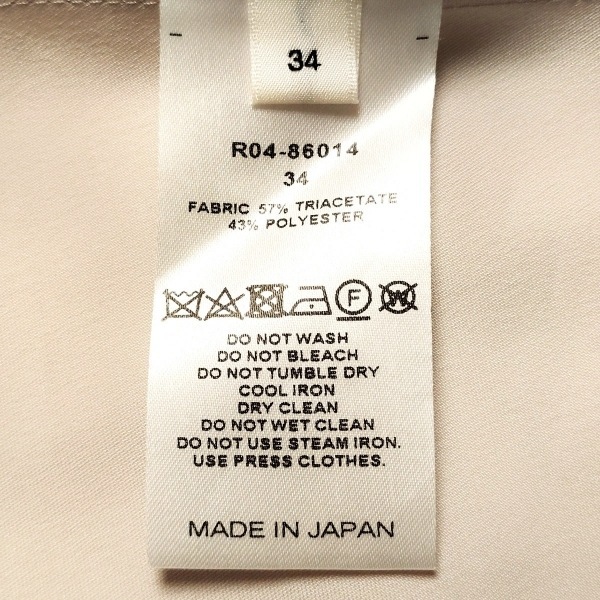 34
R04-86014
34
FABRIC 57% TRIACETATE
43% POLYESTER
F W
DO NOT WASH
DO NOT BLEACH
DO NOT TUMBLE DRY
COOL IRON
DRY CLEAN
DO NOT WET CLEAN
DO NOT USE STEAM IRON.
USE PRESS CLOTHES.
MADE IN JAPAN